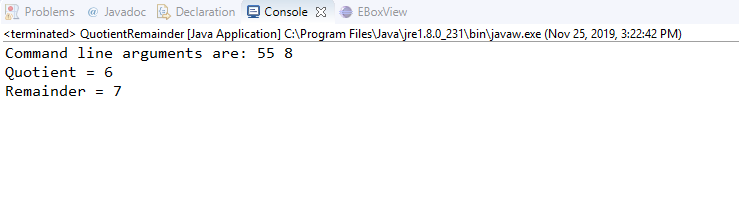 Problems @ Javadoc Declaration Console EBoxView
<terminated> QuotientRemainder [Java Application] C:\Program Files\Java\jre1.8.0_231\bin\javaw.exe (Nov 25, 2019, 3:22:42 PM)
Command line arguments are: 55 8
Quotient = 6
Remainder = 7